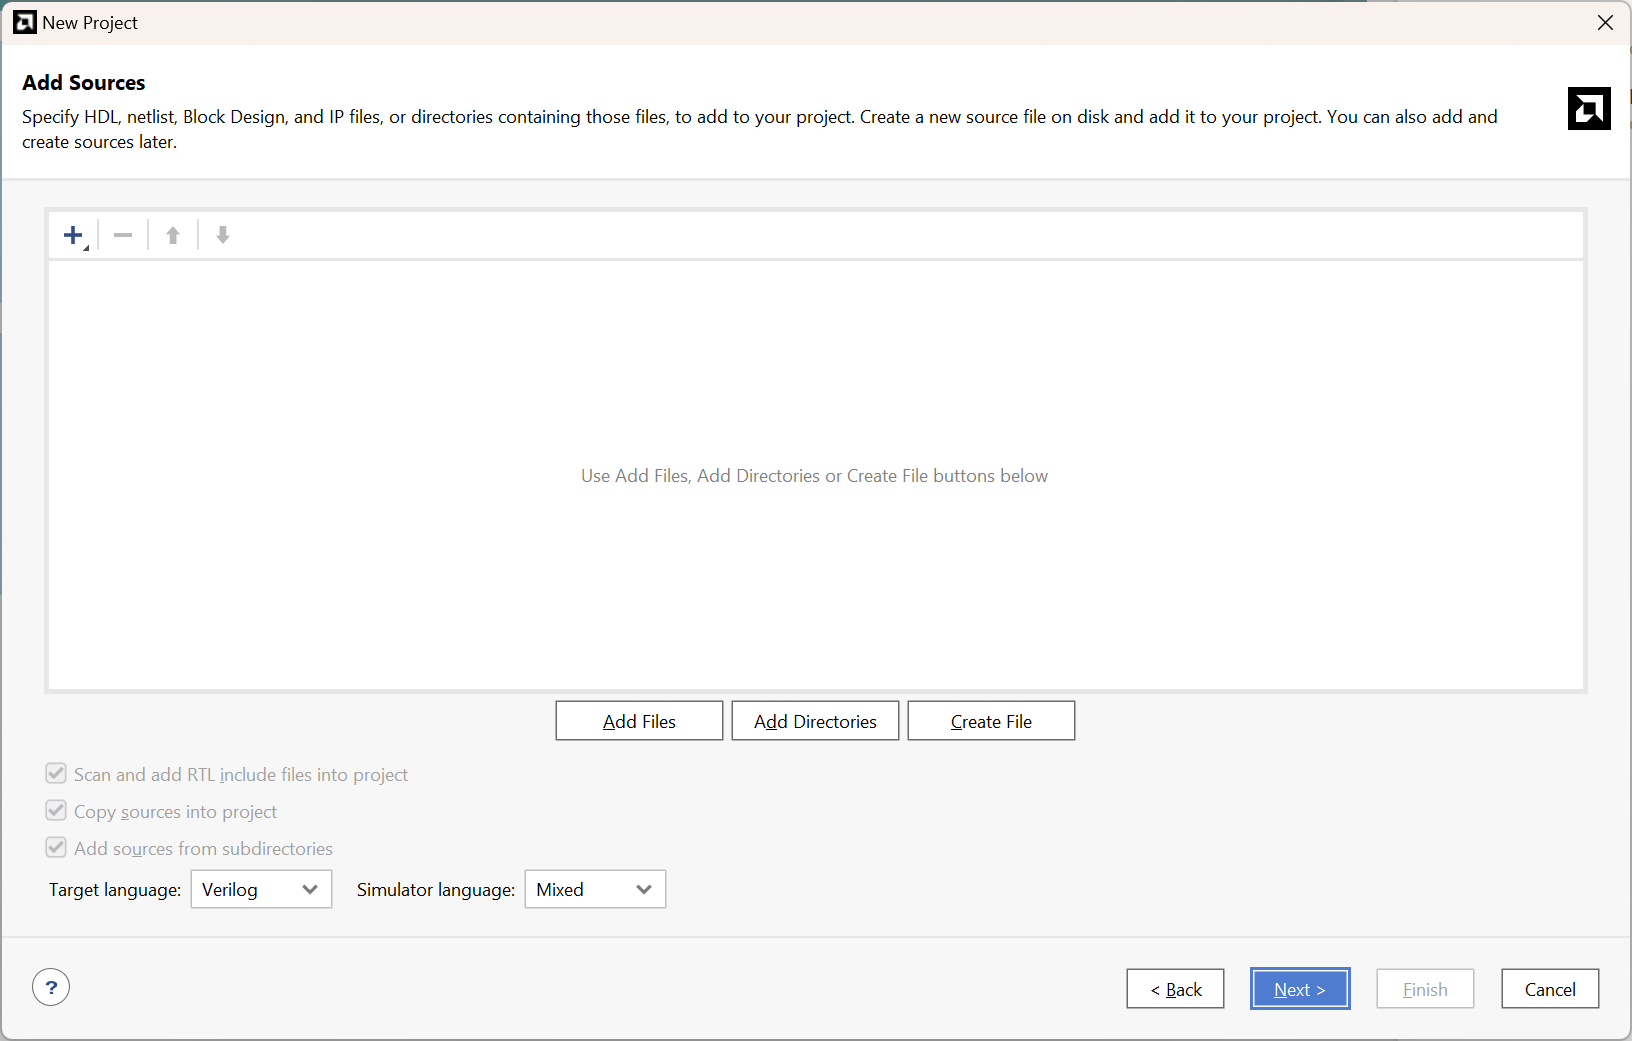 New Project
Add Sources
Specify HDL, netlist, Block Design, and IP files, or directories containing those files, to add to your project. Create a new source file on disk and add it to your project. You can also add and
create sources later.
Use Add Files, Add Directories or Create File buttons below
Add Files
Add Directories
Create File
Scan and add RTL include files into project
Copy sources into project
Add sources from subdirectories
Target language: Verilog
Simulator language: Mixed
?
< Back
Next >
Finish
Cancel